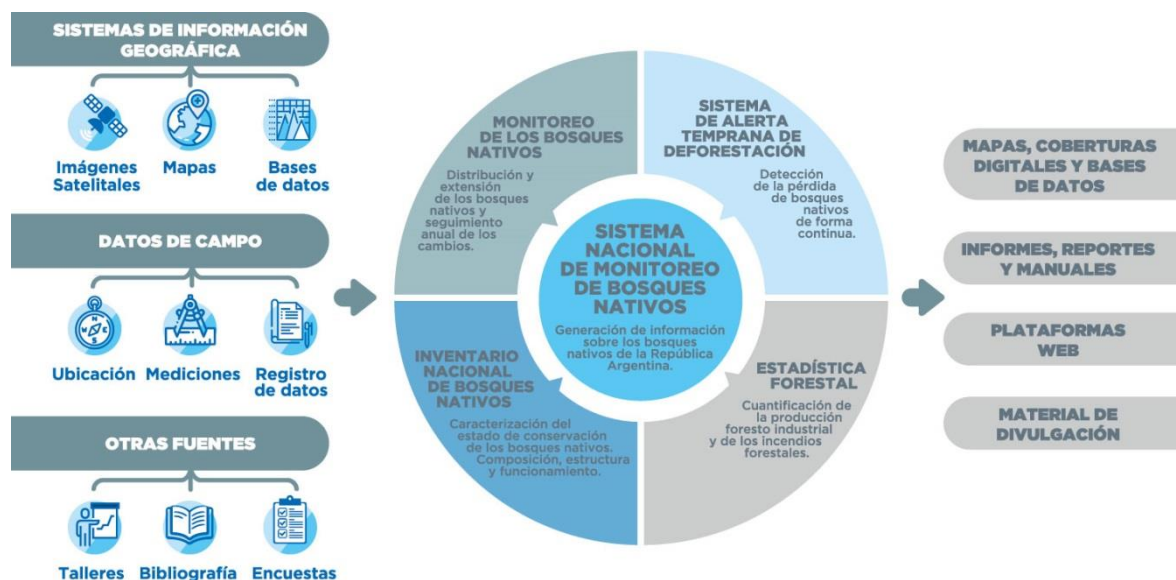 SISTEMAS DE INFORMACIÓN
GEOGRÁFICA
Imágenes
Satelitales
Mapas
Bases
de datos
DATOS DE CAMPO
N
W
E
S
Ubicación
Mediciones
Registro
de datos
OTRAS FUENTES
Talleres
Bibliografía
Encuestas
MONITOREO
DE LOS BOSQUES
NATIVOS
Distribución y
extensión
de los bosques
nativos y
seguimiento
anual de los
cambios.
SISTEMA
DE ALERTA
TEMPRANA DE
DEFORESTACIÓN
Detección
de la pérdida
de bosques
nativos
de forma
continua.
SISTEMA
NACIONAL
DE MONITOREO
DE BOSQUES
NATIVOS
Generación de información
sobre los bosques
nativos de la República
Argentina.
INVENTARIO
NACIONAL
DE BOSQUES
NATIVOS
Caracterización del
estado de conservación
de los bosques nativos.
Composición, estructura
y funcionamiento.
ESTADÍSTICA
FORESTAL
Cuantificación de
la producción
foresto industrial
y de los incendios
forestales.
MAPAS, COBERTURAS
DIGITALES Y BASES
DE DATOS
INFORMES, REPORTES
Y MANUALES
PLATAFORMAS
WEB
MATERIAL DE
DIVULGACIÓN